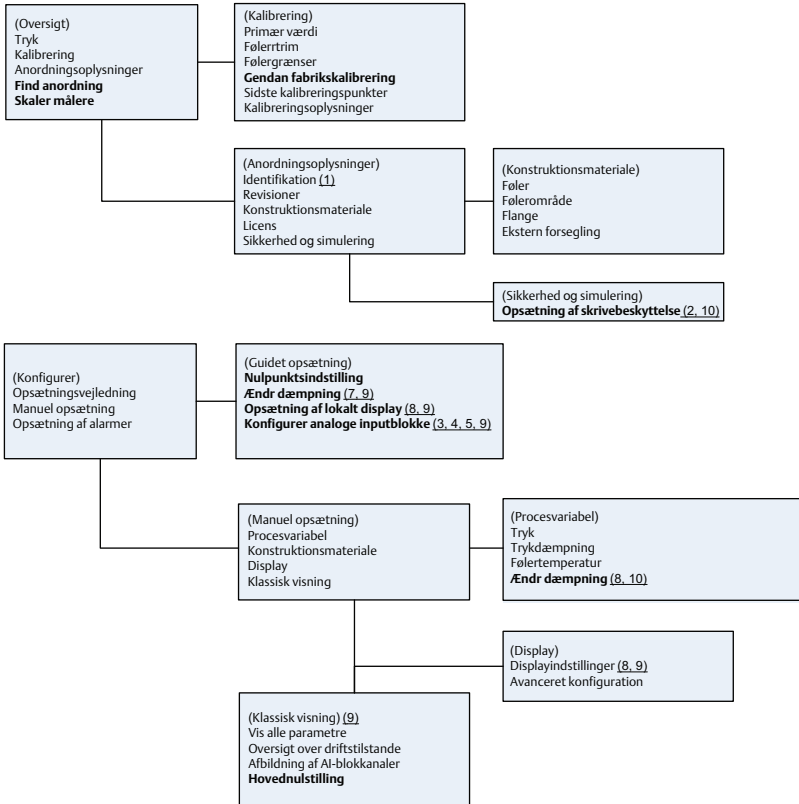 (Oversigt)
Tryk
Kalibrering
Anordningsoplysninger
Find anordning
Skaler målere
(Kalibrering)
Primær værdi
Følerrtrim
Følergrænser
Gendan fabrikskalibrering
Sidste kalibreringspunkter
Kalibreringsoplysninger
(Anordningsoplysninger)
Identifikation (1)
Revisioner
Konstruktionsmateriale
Licens
Sikkerhed og simulering
(Konstruktionsmateriale)
Føler
Følerområde
Flange
Ekstern forsegling
(Sikkerhed og simulering)
Opsætning af skrivebeskyttelse (2, 10)
(Konfigurer)
Opsætningsvejledning
Manuel opsætning
Opsætning af alarmer
(Guidet opsætning)
Nulpunktsindstilling
Ændr dæmpning (7, 9)
Opsætning af lokalt display (8, 9)
Konfigurer analoge inputblokke (3, 4, 5, 9)
(Manuel opsætning)
Procesvariabel
Konstruktionsmateriale
Display
Klassisk visning
(Procesvariabel)
Tryk
Trykdæmpning
Følertemperatur
Ændr dæmpning (8, 10)
(Display)
Displayindstillinger (8, 9)
Avanceret konfiguration
(Klassisk visning) (9)
Vis alle parametre
Oversigt over driftstilstande
Afbildning af AI-blokkanaler
Hovednulstilling